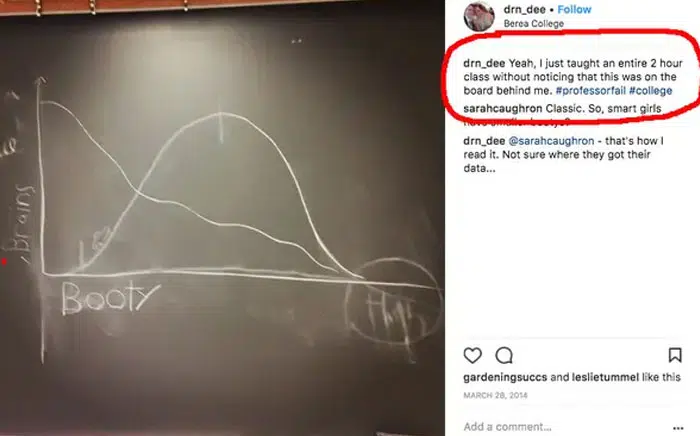 Brains
Booty
High
drn_dee • Follow
Berea College
drn_dee Yeah, I just taught an entire 2 hour
class without noticing that this was on the
board behind me. #professorfail #college
sarahcaughron Classic. So, smart girls
drn_dee @sarahcaughron - that's how I
read it. Not sure where they got their
data...
gardeningsuccs and leslietummel like this
MARCH 28, 2014
Add a comment...